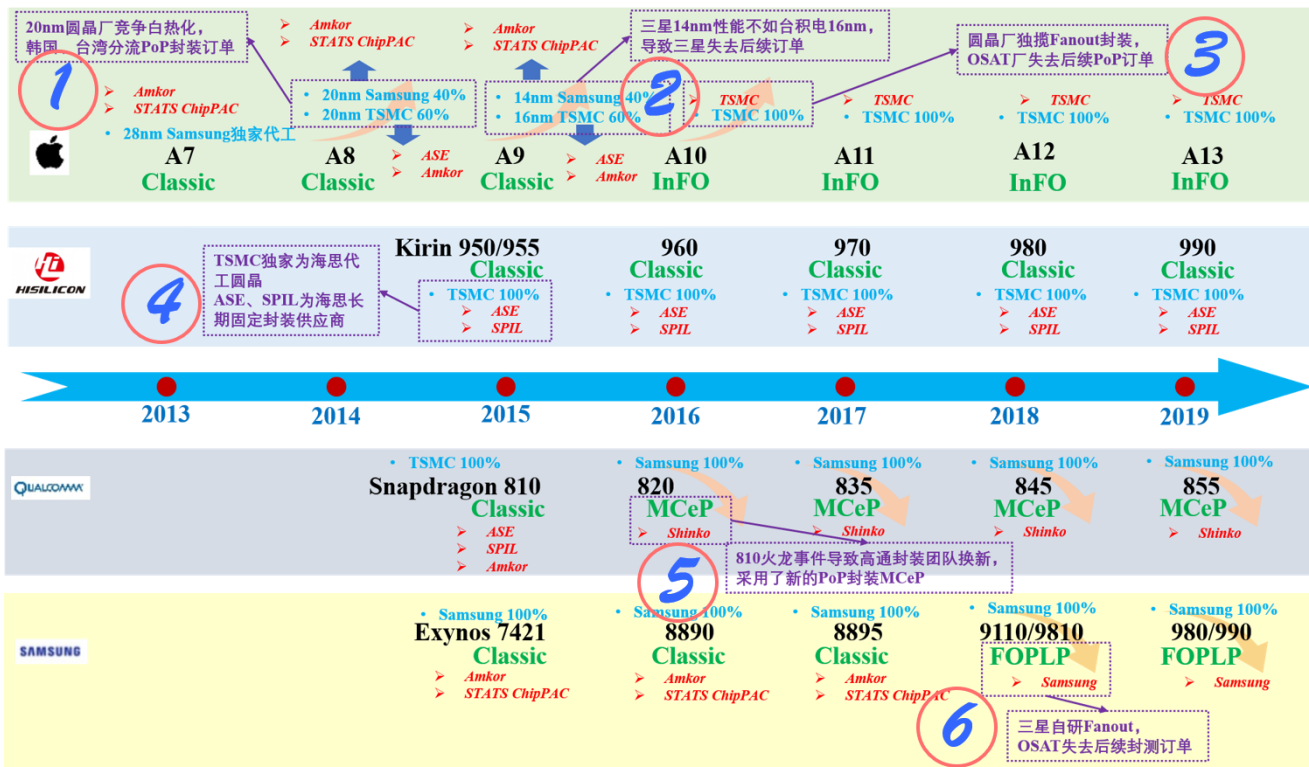 20nm圆晶厂竞争白热化，
韩国、台湾分流PoP封装订单
1
➢ Amkor
➢ STATS ChipPAC
• 28nm Samsung独家代工
A7
Classic
➢ Amkor
➢ STATS ChipPAC
• 20nm Samsung 40%
• 20nm TSMC 60%
A8
Classic
➢ ASE
➢ Amkor
➢ Amkor
➢ STATS ChipPAC
• 14nm Samsung 40%
• 16nm TSMC 60%
A9
Classic
➢ ASE
➢ Amkor
三星14nm性能不如台积电16nm，
导致三星失去后续订单
2
➢ TSMC
• TSMC 100%
A10
InFO
圆晶厂独揽Fanout封装，
OSAT厂失去后续PoP订单
3
➢ TSMC
• TSMC 100%
A11
InFO
➢ TSMC
• TSMC 100%
A12
InFO
➢ TSMC
• TSMC 100%
A13
InFO
Hi
HISILICON
4
TSMC独家为海思代
工圆晶
ASE、SPIL为海思长
期固定封装供应商
Kirin 950/955
Classic
• TSMC 100%
➢ ASE
➢ SPIL
960
Classic
• TSMC 100%
➢ ASE
➢ SPIL
970
Classic
• TSMC 100%
➢ ASE
➢ SPIL
980
Classic
• TSMC 100%
➢ ASE
➢ SPIL
990
Classic
• TSMC 100%
➢ ASE
➢ SPIL
2013
2014
2015
2016
2017
2018
2019
QUALCOMM
• TSMC 100%
Snapdragon 810
Classic
➢ ASE
➢ SPIL
➢ Amkor
• Samsung 100%
820
MCeP
➢ Shinko
• Samsung 100%
835
MCeP
➢ Shinko
• Samsung 100%
845
MCeP
➢ Shinko
• Samsung 100%
855
MCeP
➢ Shinko
5
810火龙事件导致高通封装团队换新，
采用了新的PoP封装MCeP
SAMSUNG
• Samsung 100%
Exynos 7421
Classic
➢ Amkor
➢ STATS ChipPAC
• Samsung 100%
8890
Classic
➢ Amkor
➢ STATS ChipPAC
• Samsung 100%
8895
Classic
➢ Amkor
➢ STATS ChipPAC
• Samsung 100%
9110/9810
FOPLP
➢ Samsung
• Samsung 100%
980/990
FOPLP
➢ Samsung
6
三星自研Fanout，
OSAT失去后续封测订单